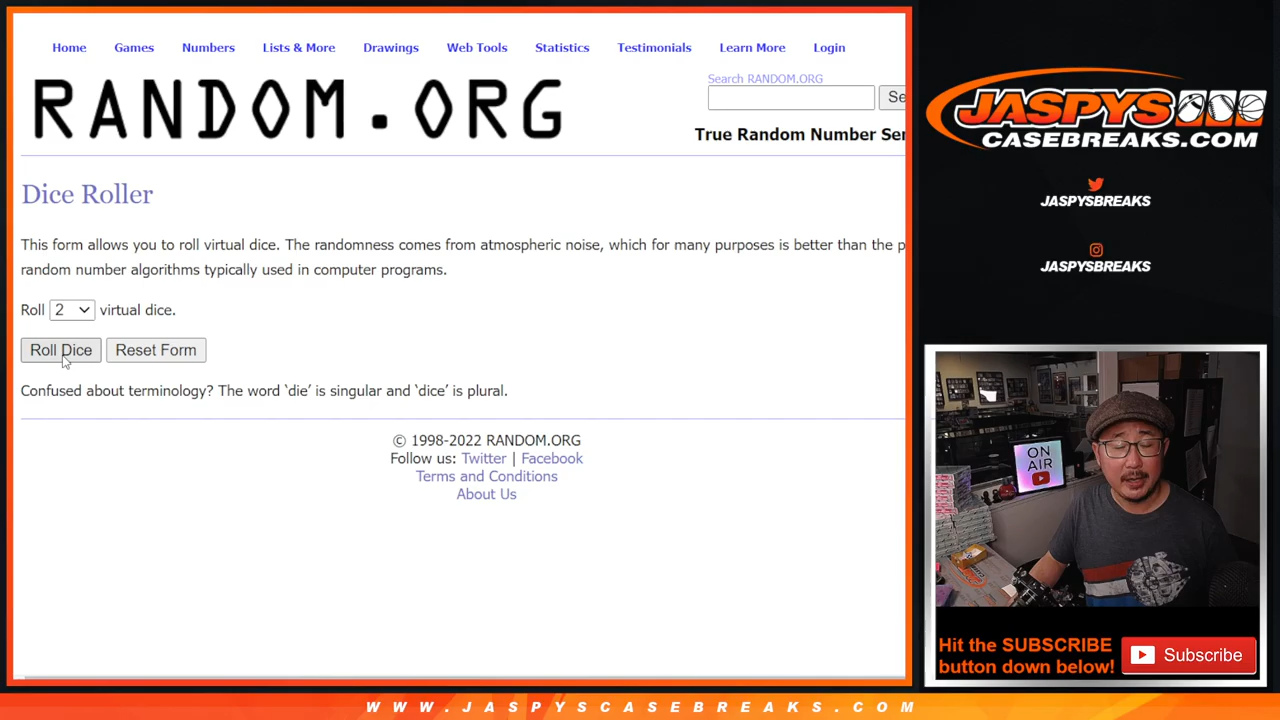 Home Games Numbers Lists & More Drawings Web Tools Statistics Testimonials Learn More Login
RANDOM.ORG
Search RANDOM.ORG
Se
True Random Number Ser
Dice Roller
This form allows you to roll virtual dice. The randomness comes from atmospheric noise, which for many purposes is better than the p
random number algorithms typically used in computer programs.
Roll 2 virtual dice.
Roll Dice Reset Form
Confused about terminology? The word ‘die’ is singular and ‘dice’ is plural.
© 1998-2022 RANDOM.ORG
Follow us: Twitter | Facebook
Terms and Conditions
About Us
JASPYS
CASEBREAKS.COM
JASPYSBREAKS
JASPYSBREAKS
ON
AIR
Hit the SUBSCRIBE
button down below!
Subscribe
WWW.JASPYSCASEBREAKS.COM